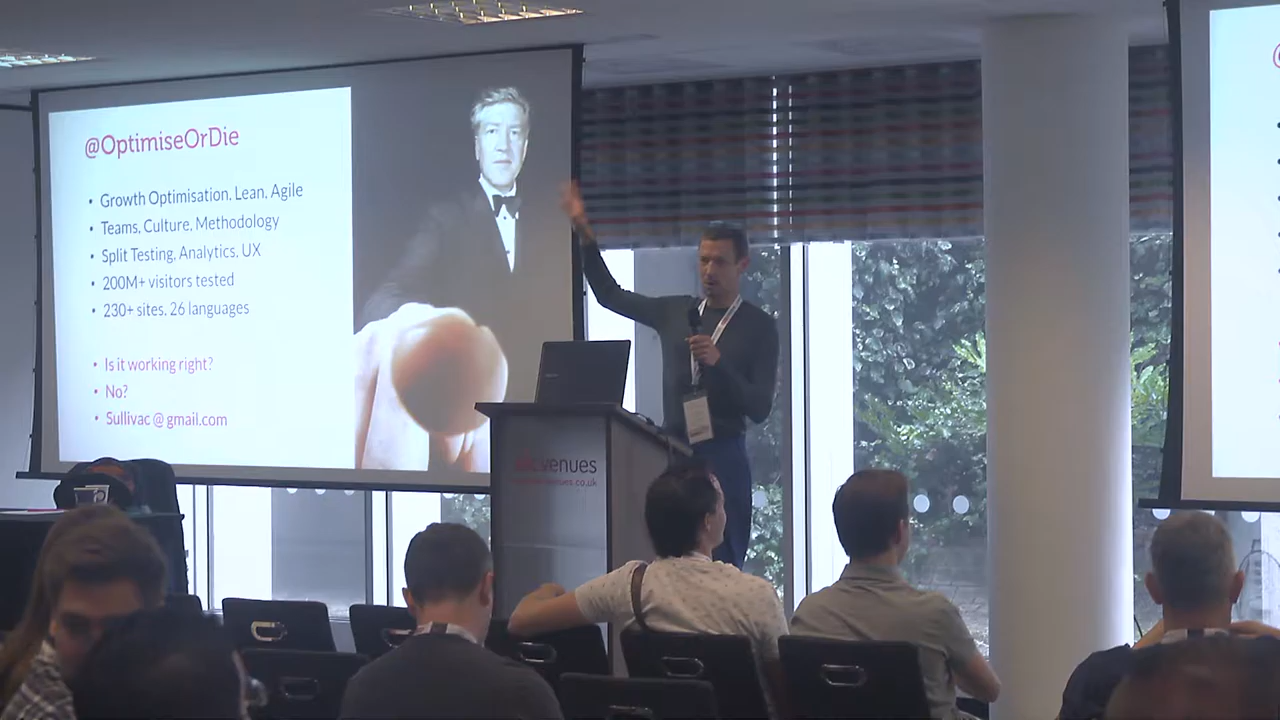 @OptimiseOrDie
• Growth Optimisation, Lean, Agile
• Teams, Culture, Methodology
• Split Testing, Analytics, UX
• 200M+ visitors tested
• 230+ sites, 26 languages
• Is it working right?
• No?
• Sullivac @ gmail.com
venues